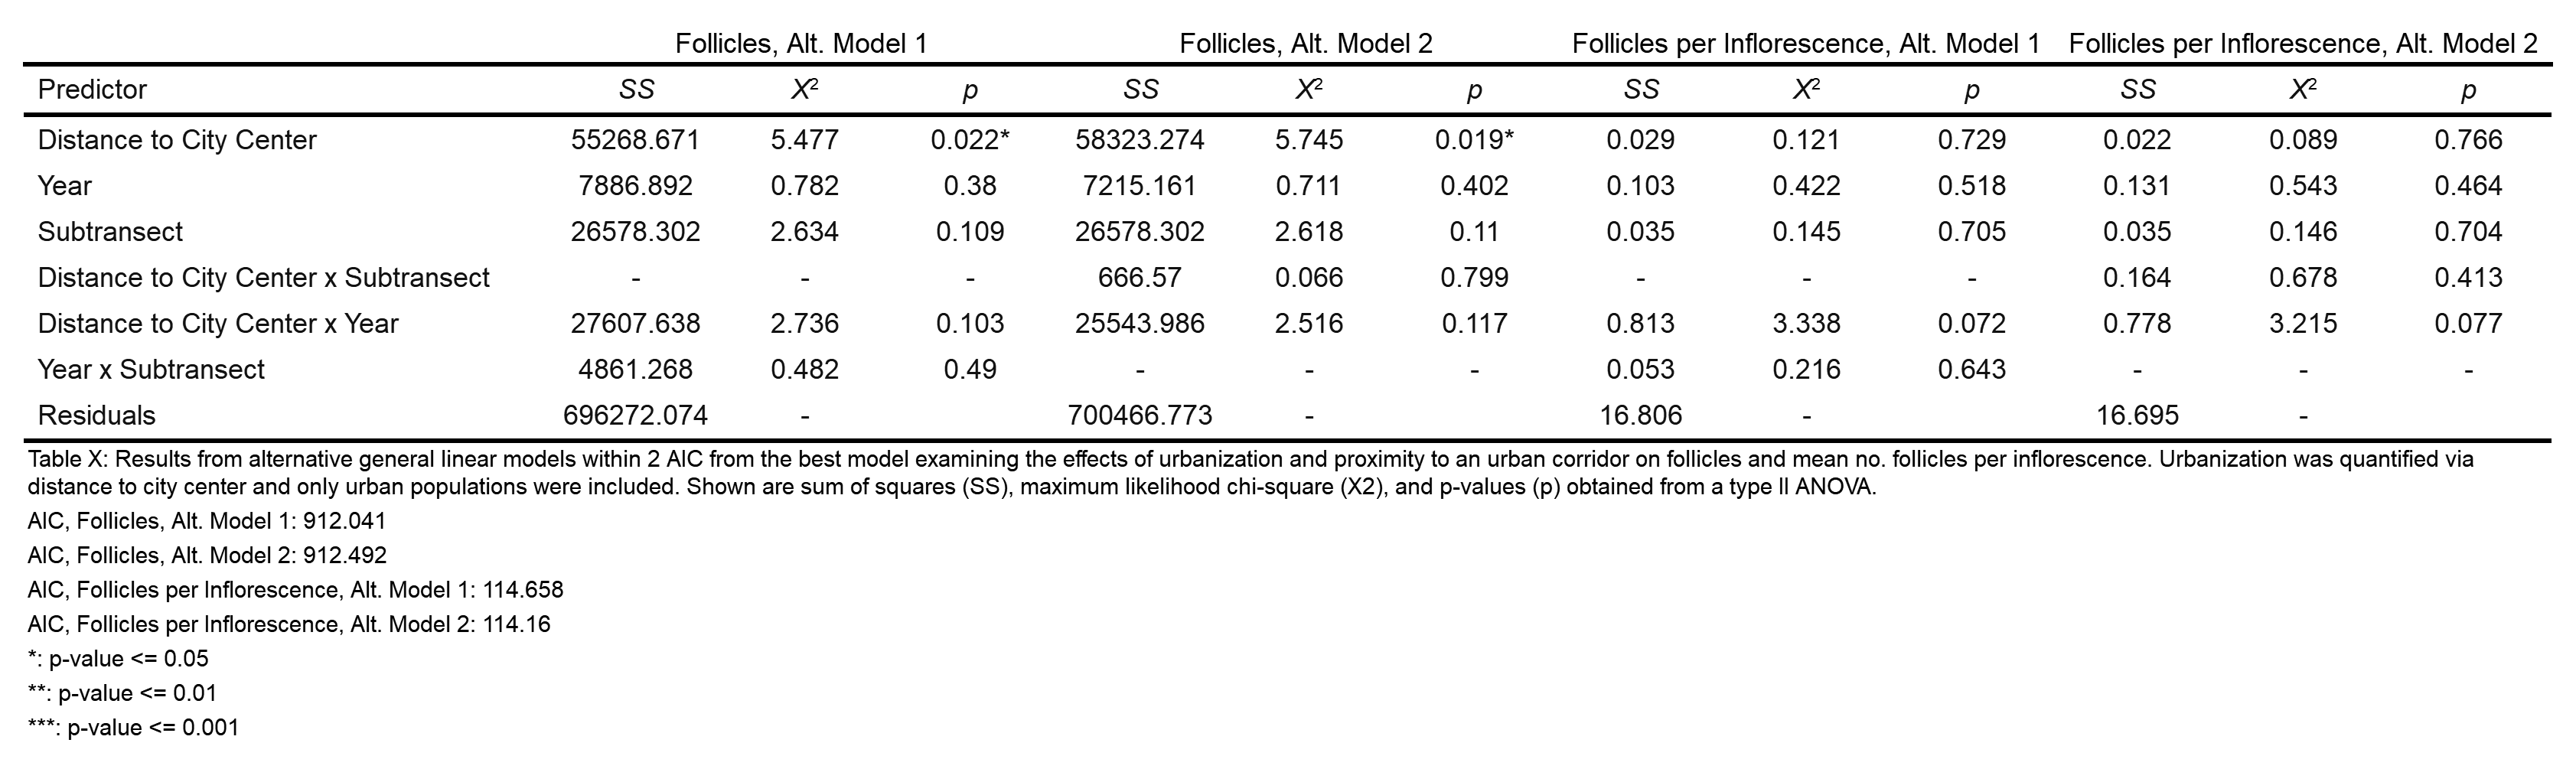 Follicles, Alt. Model 1 Follicles, Alt. Model 2 Follicles per Inflorescence, Alt. Model 1 Follicles per Inflorescence, Alt. Model 2
Predictor SS X² p SS X² p SS X² p SS X² p
Distance to City Center 55268.671 5.477 0.022* 58323.274 5.745 0.019* 0.029 0.121 0.729 0.022 0.089 0.766
Year 7886.892 0.782 0.38 7215.161 0.711 0.402 0.103 0.422 0.518 0.131 0.543 0.464
Subtransect 26578.302 2.634 0.109 26578.302 2.618 0.11 0.035 0.145 0.705 0.035 0.146 0.704
Distance to City Center x Subtransect - - - 666.57 0.066 0.799 - - - 0.164 0.678 0.413
Distance to City Center x Year 27607.638 2.736 0.103 25543.986 2.516 0.117 0.813 3.338 0.072 0.778 3.215 0.077
Year x Subtransect 4861.268 0.482 0.49 - - - 0.053 0.216 0.643 - - -
Residuals 696272.074 - 700466.773 - 16.806 - 16.695 -
Table X: Results from alternative general linear models within 2 AIC from the best model examining the effects of urbanization and proximity to an urban corridor on follicles and mean no. follicles per inflorescence. Urbanization was quantified via
distance to city center and only urban populations were included. Shown are sum of squares (SS), maximum likelihood chi-square (X2), and p-values (p) obtained from a type II ANOVA.
AIC, Follicles, Alt. Model 1: 912.041
AIC, Follicles, Alt. Model 2: 912.492
AIC, Follicles per Inflorescence, Alt. Model 1: 114.658
AIC, Follicles per Inflorescence, Alt. Model 2: 114.16
*: p-value <= 0.05
**: p-value <= 0.01
***: p-value <= 0.001